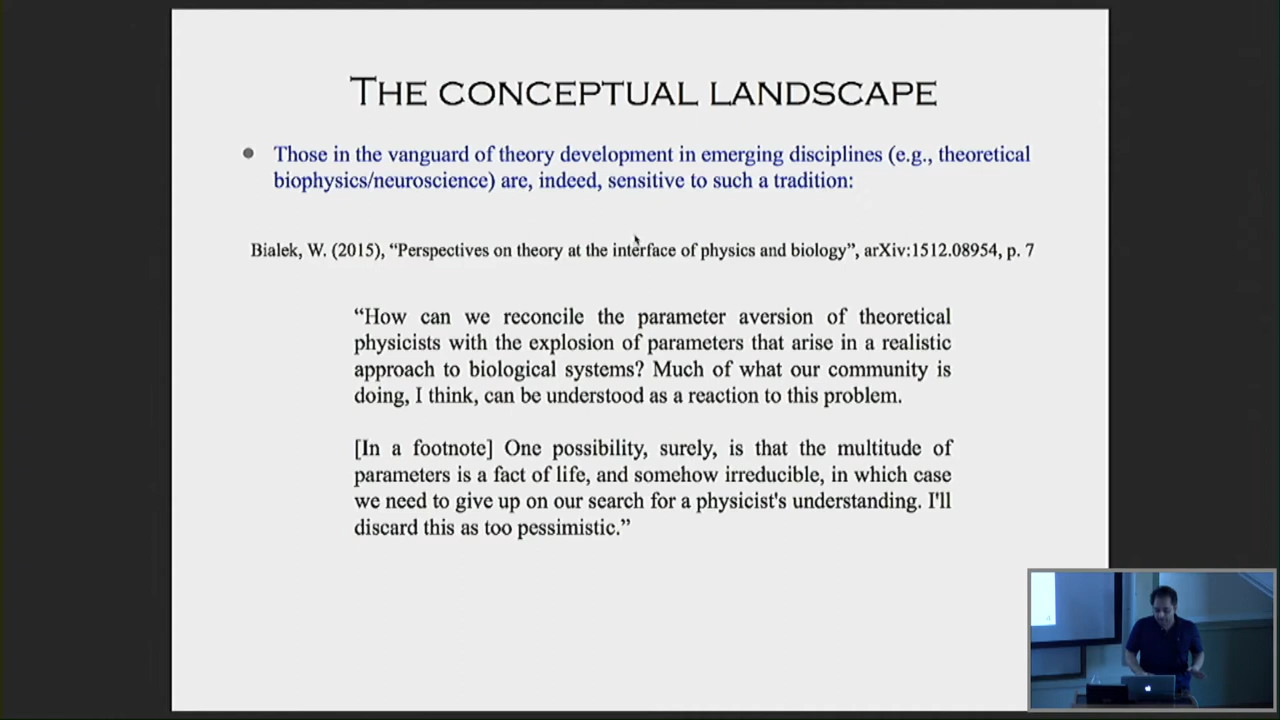 THE CONCEPTUAL LANDSCAPE
Those in the vanguard of theory development in emerging disciplines (e.g., theoretical
biophysics/neuroscience) are, indeed, sensitive to such a tradition:
Bialek, W. (2015), “Perspectives on theory at the interface of physics and biology”, arXiv:1512.08954, p. 7
“How can we reconcile the parameter aversion of theoretical
physicists with the explosion of parameters that arise in a realistic
approach to biological systems? Much of what our community is
doing, I think, can be understood as a reaction to this problem.
[In a footnote] One possibility, surely, is that the multitude of
parameters is a fact of life, and somehow irreducible, in which case
we need to give up on our search for a physicist's understanding. I'll
discard this as too pessimistic.”